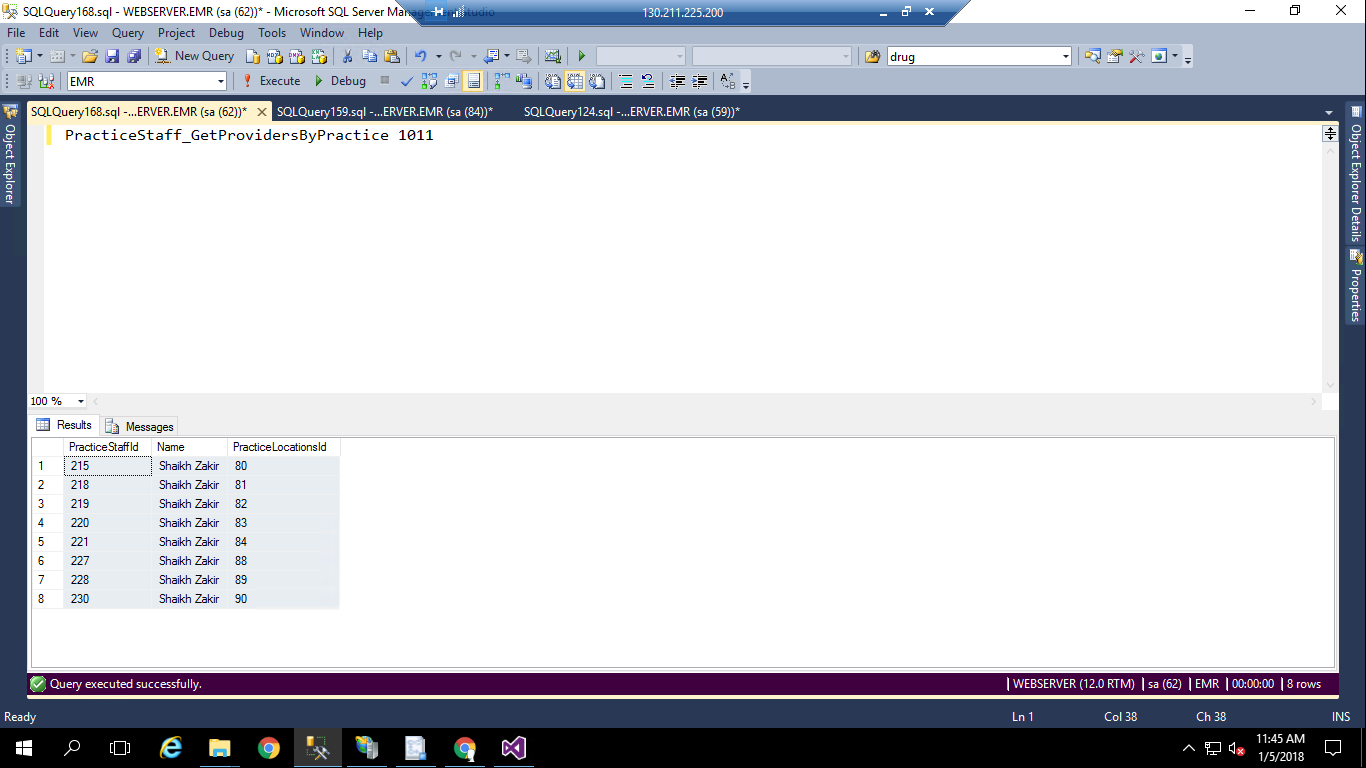 SQLQuery168.sql - WEBSERVER.EMR (sa (62))* - Microsoft SQL Server Management Studio
130.211.225.200
File Edit View Query Project Debug Tools Window Help
New Query drug
EMR Execute Debug
SQLQuery168.sql -...ERVER.EMR (sa (62))* SQLQuery159.sql -...ERVER.EMR (sa (84))* SQLQuery124.sql -...ERVER.EMR (sa (59))*
Object Explorer
PracticeStaff_GetProvidersByPractice 1011
Object Explorer Details
Properties
100 %
Results Messages
PracticeStaffId Name PracticeLocationsId
1 215 Shaikh Zakir 80
2 218 Shaikh Zakir 81
3 219 Shaikh Zakir 82
4 220 Shaikh Zakir 83
5 221 Shaikh Zakir 84
6 227 Shaikh Zakir 88
7 228 Shaikh Zakir 89
8 230 Shaikh Zakir 90
Query executed successfully. WEBSERVER (12.0 RTM) sa (62) EMR 00:00:00 8 rows
Ready Ln 1 Col 38 Ch 38 INS
11:45 AM
1/5/2018